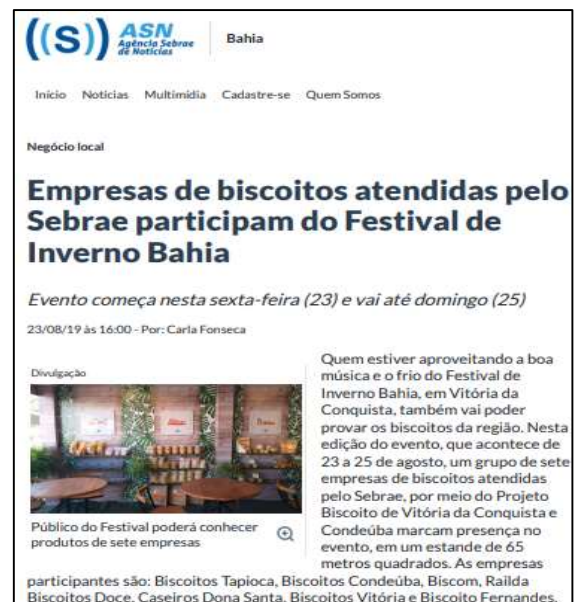 ((S)) ASN
Agência Sebrae
de Notícias
Bahia
Início Notícias Multimídia Cadastre-se Quem Somos
Negócio local
Empresas de biscoitos atendidas pelo
Sebrae participam do Festival de
Inverno Bahia
Evento começa nesta sexta-feira (23) e vai até domingo (25)
23/08/19 às 16:00 - Por: Carla Fonseca
Divulgação
Público do Festival poderá conhecer
produtos de sete empresas
Quem estiver aproveitando a boa
música e o frio do Festival de
Inverno Bahia, em Vitória da
Conquista, também vai poder
provar os biscoitos da região. Nesta
edição do evento, que acontece de
23 a 25 de agosto, um grupo de sete
empresas de biscoitos atendidas
pelo Sebrae, por meio do Projeto
Biscoito de Vitória da Conquista e
Condeúba marcam presença no
evento, em um estande de 65
metros quadrados. As empresas
participantes são: Biscoitos Tapioca, Biscoitos Condeúba, Biscom, Railda
Biscoitos Doce, Caseiros Dona Santa, Biscoitos Vitória e Biscoito Fernandes.